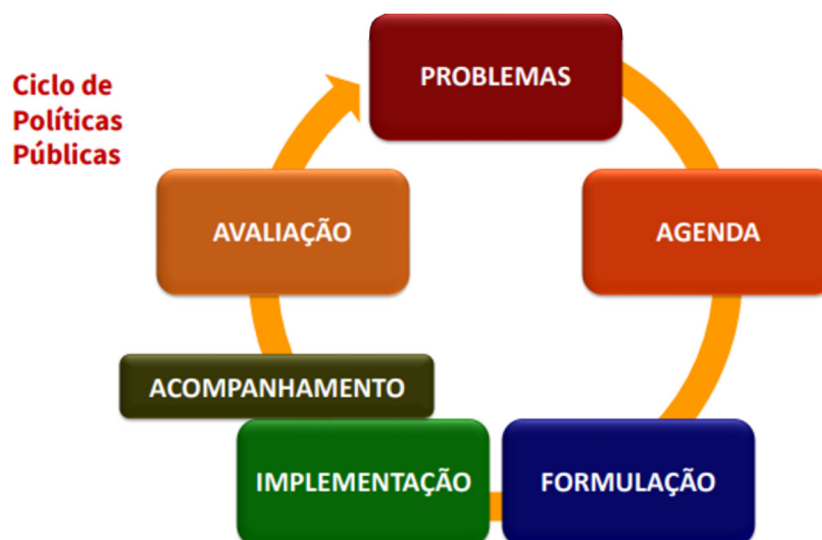 Ciclo de
Políticas
Públicas
PROBLEMAS
AGENDA
FORMULAÇÃO
IMPLEMENTAÇÃO
ACOMPANHAMENTO
AVALIAÇÃO